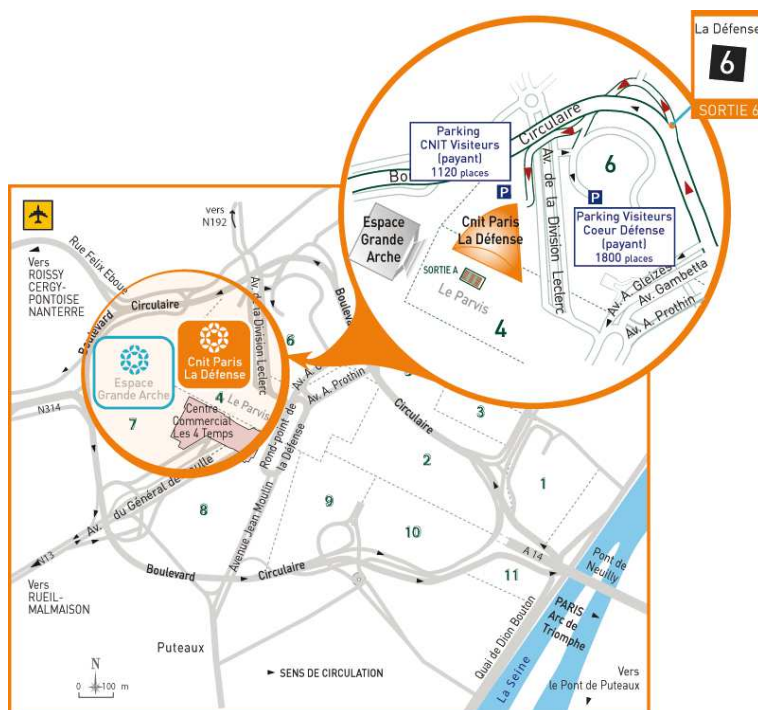 La Défense
6
SORTIE 6
Parking
CNIT Visiteurs
(payant)
1120 places
P
Circulaire
Bou
Av. de la Division Leclerc
6
P
Parking Visiteurs
Coeur Défense
(payant)
1800 places
Espace
Grande
Arche
Cnit Paris
La Défense
SORTIE A
Le Parvis
4
Av. A. Gleizes
Av. Gambetta
Av. A. Prothin
vers
N192
Rue Felix Eboue
Vers
ROISSY
CERGY-
PONTOISE
NANTERRE
Boulevard
Circulaire
Av. de la Division Leclerc
Boulevard
6
Cnit Paris
La Défense
Espace
Grande Arche
4
Le Parvis
Av. A. Prothin
N314
7
Centre
Commercial
Les 4 Temps
Rond-point de
la Défense
Circulaire
3
2
1
Av. du Général de Gaulle
8
9
10
11
Avenue Jean Moulin
N13
Boulevard
Circulaire
A 14
Vers
RUEIL-
MALMAISON
Pont de
Neuilly
PARIS
Arc de
Triomphe
Quai de Dion Bouton
La Seine
Puteaux
N
0 100 m
SENS DE CIRCULATION
Vers
le Pont de Puteaux